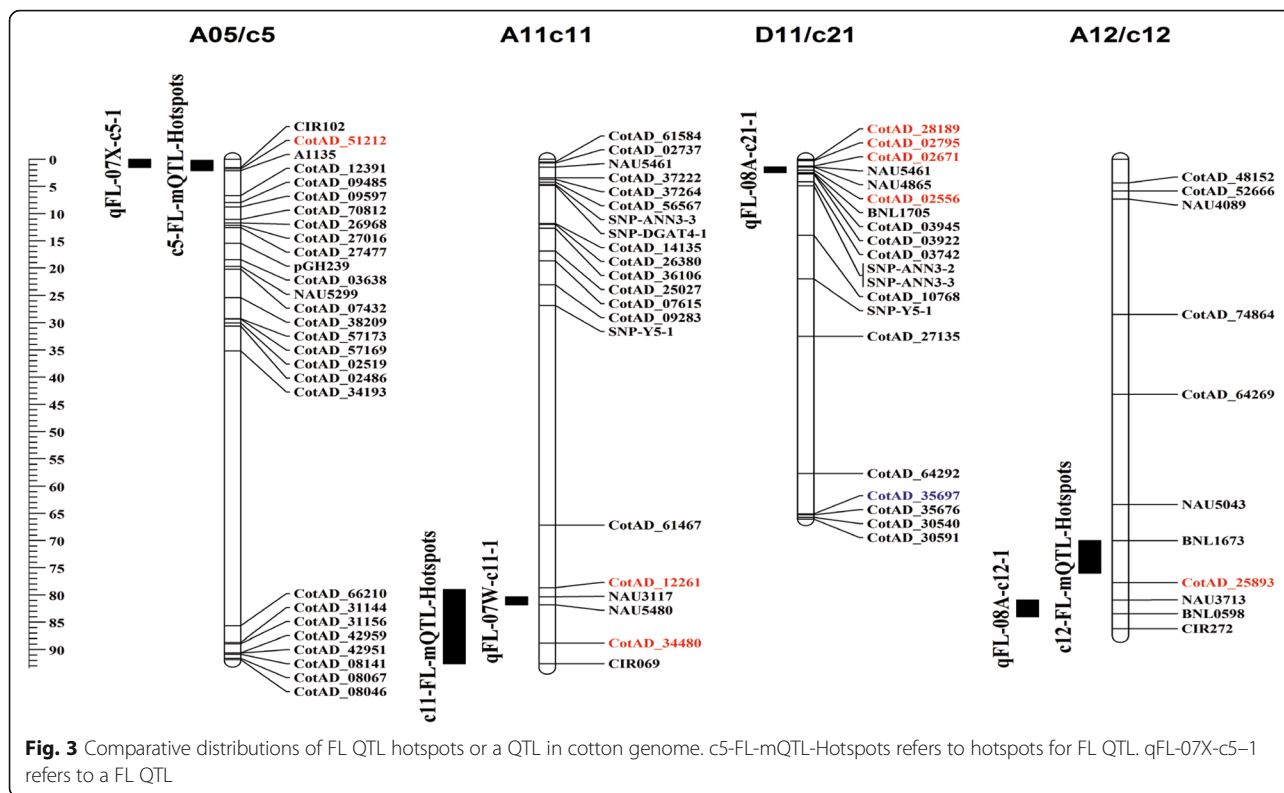 A05/c5
A11c11
D11/c21
A12/c12
0
5
10
15
20
25
30
35
40
45
50
55
60
65
70
75
80
85
90
qFL-07X-c5-1
c5-FL-mQTL-Hotspots
CIR102
CotAD_51212
A1135
CotAD_12391
CotAD_09485
CotAD_09597
CotAD_70812
CotAD_26968
CotAD_27016
CotAD_27477
pGH239
CotAD_03638
NAU5299
CotAD_07432
CotAD_38209
CotAD_57173
CotAD_57169
CotAD_02519
CotAD_02486
CotAD_34193
CotAD_66210
CotAD_31144
CotAD_31156
CotAD_42959
CotAD_42951
CotAD_08141
CotAD_08067
CotAD_08046
c11-FL-mQTL-Hotspots
qFL-07W-c11-1
CotAD_61584
CotAD_02737
NAU5461
CotAD_37222
CotAD_37264
CotAD_56567
SNP-ANN3-3
SNP-DGAT4-1
CotAD_14135
CotAD_26380
CotAD_36106
CotAD_25027
CotAD_07615
CotAD_09283
SNP-Y5-1
CotAD_61467
CotAD_12261
NAU3117
NAU5480
CotAD_34480
CIR069
qFL-08A-c21-1
CotAD_28189
CotAD_02795
CotAD_02671
NAU5461
NAU4865
CotAD_02556
BNL1705
CotAD_03945
CotAD_03922
CotAD_03742
SNP-ANN3-2
SNP-ANN3-3
CotAD_10768
SNP-Y5-1
CotAD_27135
CotAD_64292
CotAD_35697
CotAD_35676
CotAD_30540
CotAD_30591
qFL-08A-c12-1
c12-FL-mQTL-Hotspots
CotAD_48152
CotAD_52666
NAU4089
CotAD_74864
CotAD_64269
NAU5043
BNL1673
CotAD_25893
NAU3713
BNL0598
CIR272
Fig. 3 Comparative distributions of FL QTL hotspots or a QTL in cotton genome. c5-FL-mQTL-Hotspots refers to hotspots for FL QTL. qFL-07X-c5–1
refers to a FL QTL